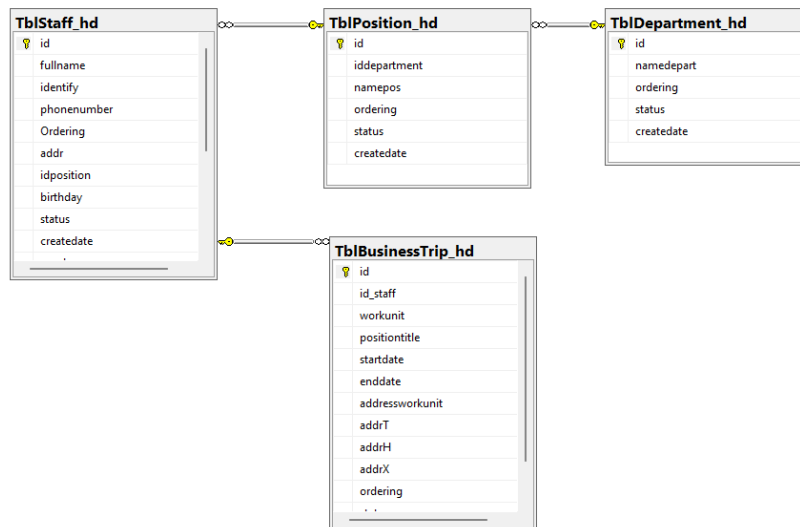 TblStaff_hd
id
fullname
identify
phonenumber
Ordering
addr
idposition
birthday
status
createdate
TblPosition_hd
id
iddepartment
namepos
ordering
status
createdate
TblDepartment_hd
id
namedepart
ordering
status
createdate
TblBusinessTrip_hd
id
id_staff
workunit
positiontitle
startdate
enddate
addressworkunit
addrT
addrH
addrX
ordering